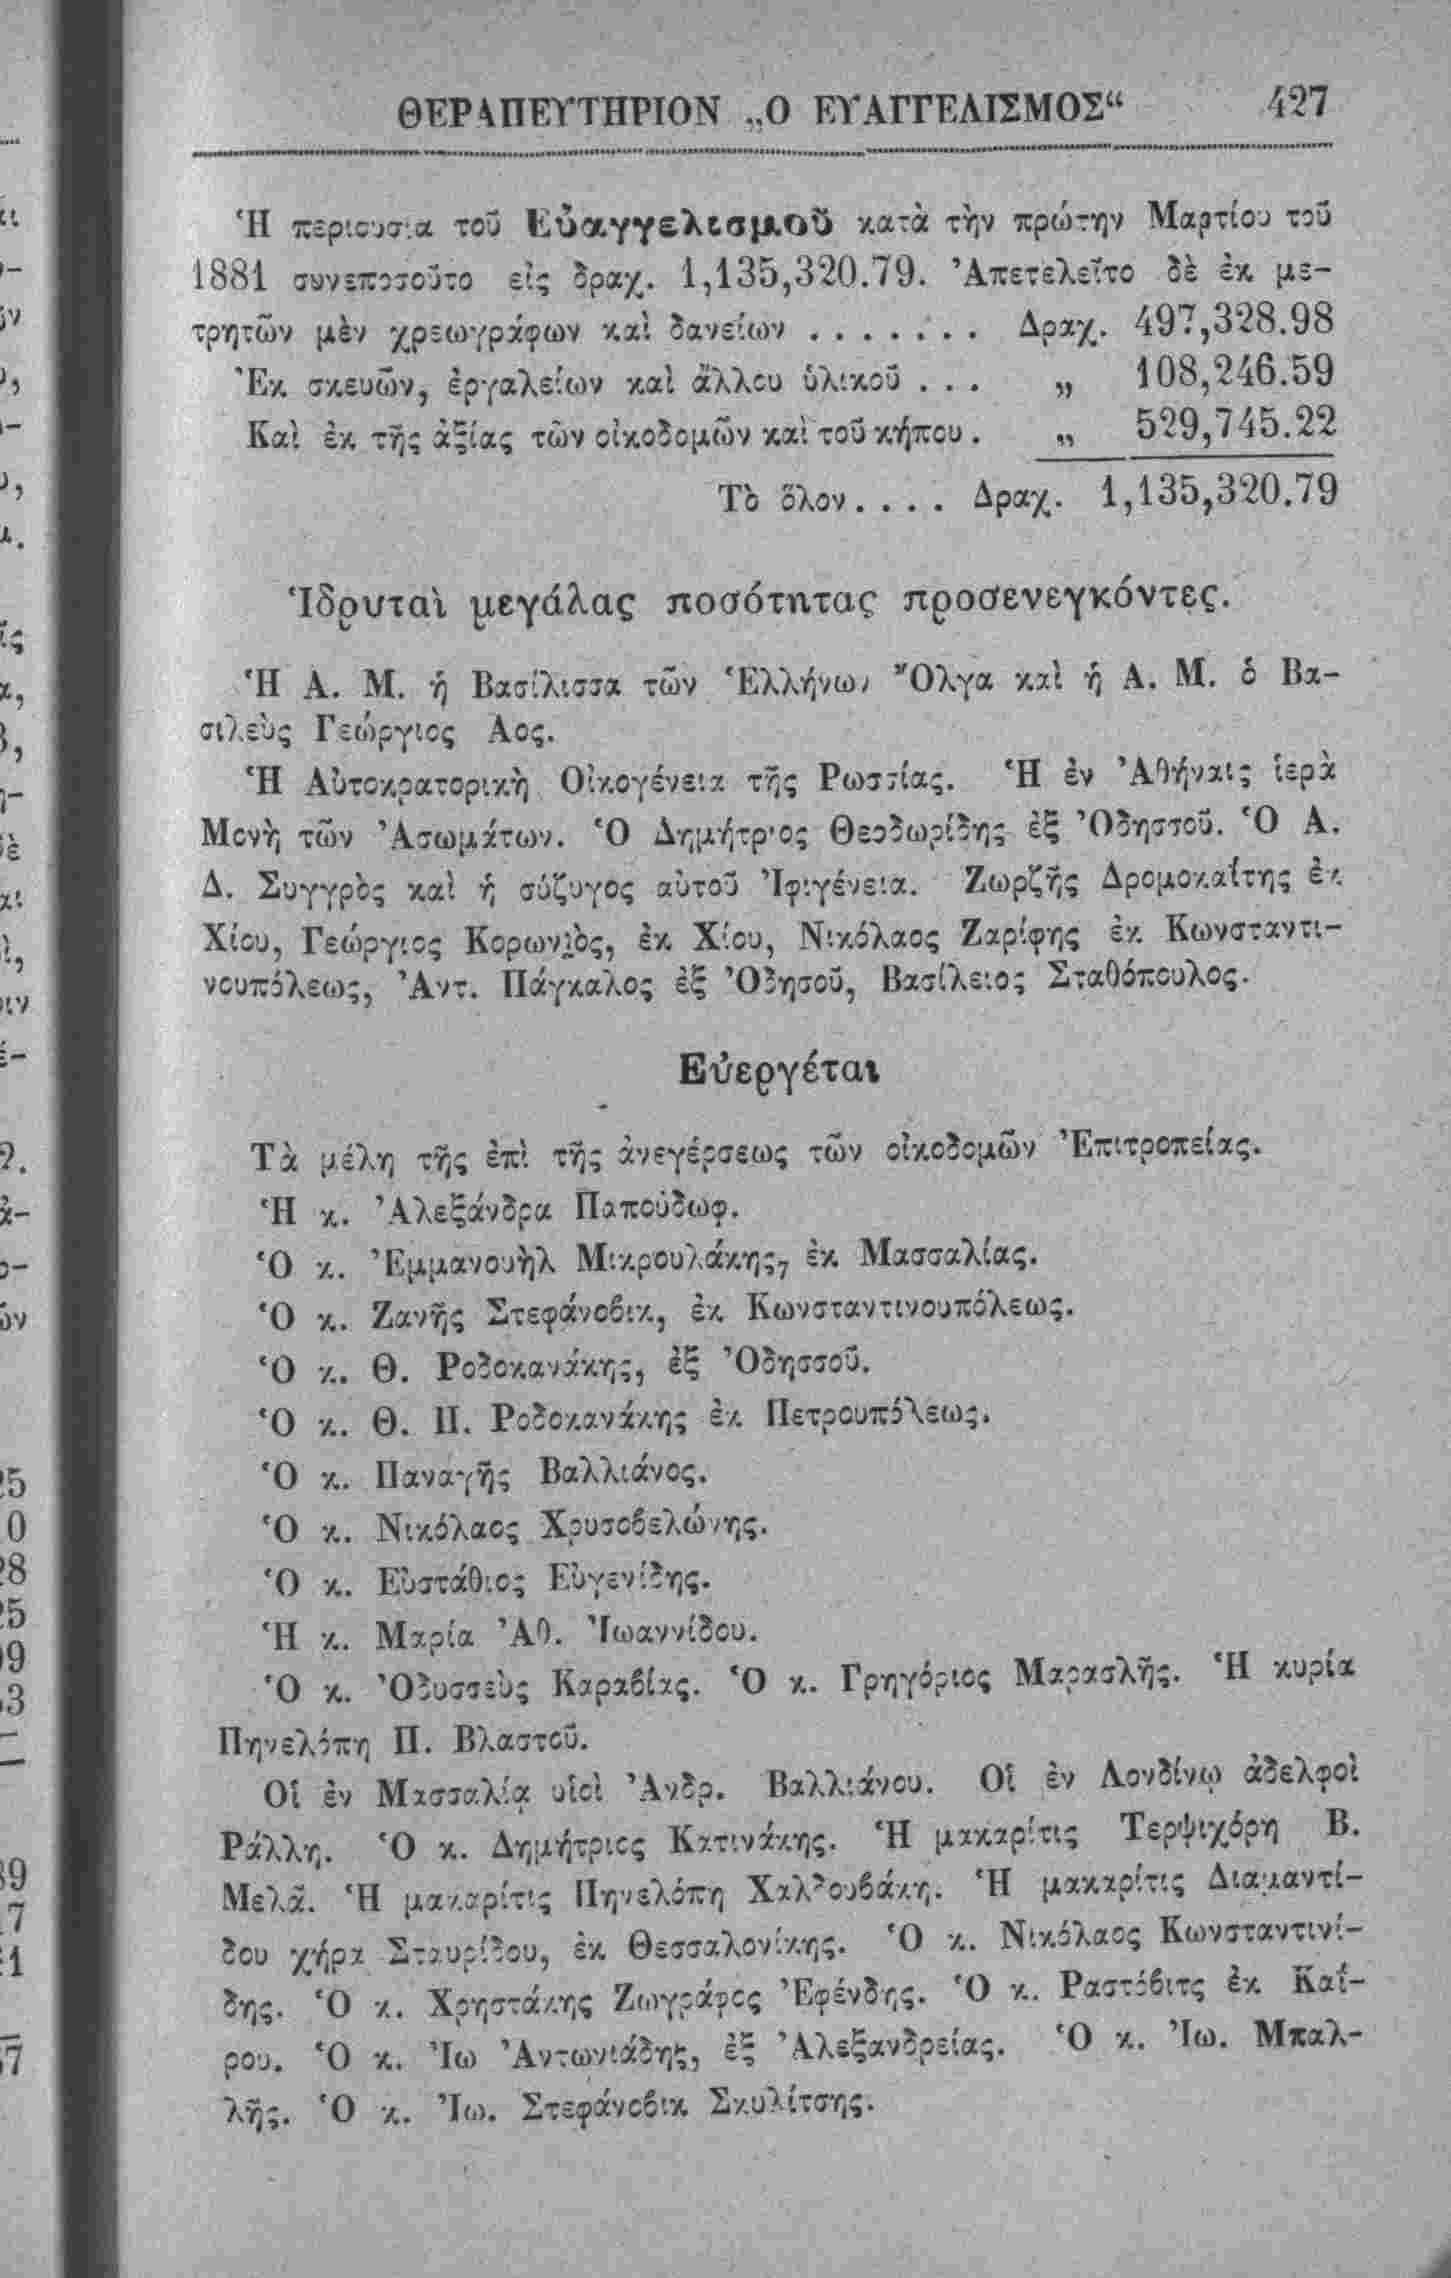 ΘΕΡΑΠΕΥΤΗΡΙΟΝ „Ο ΕΥΑΓΓΕΛΙΣΜΟΣ“ 427
Ἡ περιουσία τοῦ Εὐαγγελισμοῦ κατὰ τὴν πρώτην Μαρτίου τοῦ
1881 συνεποσοῦτο εἰς δραχ. 1,135,320.79. Ἀπετελεῖτο δὲ ἐκ με-
τρητῶν μὲν χρεωγράφων καὶ δανείων . . . . . . . Δραχ. 497,328.98
Ἐκ σκευῶν, ἐργαλείων καὶ ἄλλου ὑλικοῦ . . . „ 108,246.59
Καὶ ἐκ τῆς ἀξίας τῶν οἰκοδομῶν καὶ τοῦ κήπου . „ 529,745.22
Τὸ ὅλον . . . . Δραχ. 1,135,320.79
Ἱδρυταὶ μεγάλας ποσότητας προσενεγκόντες.
Ἡ Α. Μ. ἡ Βασίλισσα τῶν Ἑλλήνων Ὄλγα καὶ ἡ Α. Μ. ὁ Βα-
σιλεὺς Γεώργιος Αος.
Ἡ Αὐτοκρατορικὴ Οἰκογένεια τῆς Ρωσσίας. Ἡ ἐν Ἀθήναις ἱερὰ
Μονὴ τῶν Ἀσωμάτων. Ὁ Δημήτριος Θεοδωρίδης ἐξ Ὀδησσοῦ. Ὁ Α.
Δ. Συγγρὸς καὶ ἡ σύζυγος αὐτοῦ Ἰφιγένεια. Ζωρζῆς Δρομοκαΐτης ἐκ
Χίου, Γεώργιος Κορωνιὸς, ἐκ Χίου, Νικόλαος Ζαρίφης ἐκ Κωνσταντι-
νουπόλεως, Ἀντ. Πάγκαλος ἐξ Ὀδησοῦ, Βασίλειος Σταθόπουλος.
Εὐεργέται
Τὰ μέλη τῆς ἐπὶ τῆς ἀνεγέρσεως τῶν οἰκοδομῶν Ἐπιτροπείας.
Ἡ κ. Ἀλεξάνδρα Παπούδωφ.
Ὁ κ. Ἐμμανουὴλ Μικρουλάκης, ἐκ Μασσαλίας.
Ὁ κ. Ζανῆς Στεφάνοβικ, ἐκ Κωνσταντινουπόλεως.
Ὁ κ. Θ. Ροδοκανάκης, ἐξ Ὀδησσοῦ.
Ὁ κ. Θ. Π. Ροδοκανάκης ἐκ Πετρουπόλεως.
Ὁ κ. Παναγῆς Βαλλιάνος.
Ὁ κ. Νικόλαος Χρυσοβελώνης.
Ὁ κ. Εὐστάθιος Εὐγενίδης.
Ἡ κ. Μαρία Ἀθ. Ἰωαννίδου.
Ὁ κ. Ὀδυσσεὺς Καραβίας. Ὁ κ. Γρηγόριος Μαρασλῆς. Ἡ κυρία
Πηνελόπη Π. Βλαστοῦ.
Οἱ ἐν Μασσαλίᾳ υἱοὶ Ἀνδρ. Βαλλιάνου. Οἱ ἐν Λονδίνῳ ἀδελφοὶ
Ράλλη. Ὁ κ. Δημήτριος Κατινάκης. Ἡ μακαρίτις Τερψιχόρη Β.
Μελᾶ. Ἡ μακαρίτις Πηνελόπη Χαλδουβάκη. Ἡ μακαρίτις Διαμαντί-
δου χήρα Σταυρίδου, ἐκ Θεσσαλονίκης. Ὁ κ. Νικόλαος Κωνσταντινί-
δης. Ὁ κ. Χρηστάκης Ζωγράφος Ἐφένδης. Ὁ κ. Ραστόβιτς ἐκ Καΐ-
ρου. Ὁ κ. Ἰω Ἀντωνιάδης, ἐξ Ἀλεξανδρείας. Ὁ κ. Ἰω. Μπαλ-
λῆς. Ὁ κ. Ἰω. Στεφάνοβικ Σκυλίτσης.